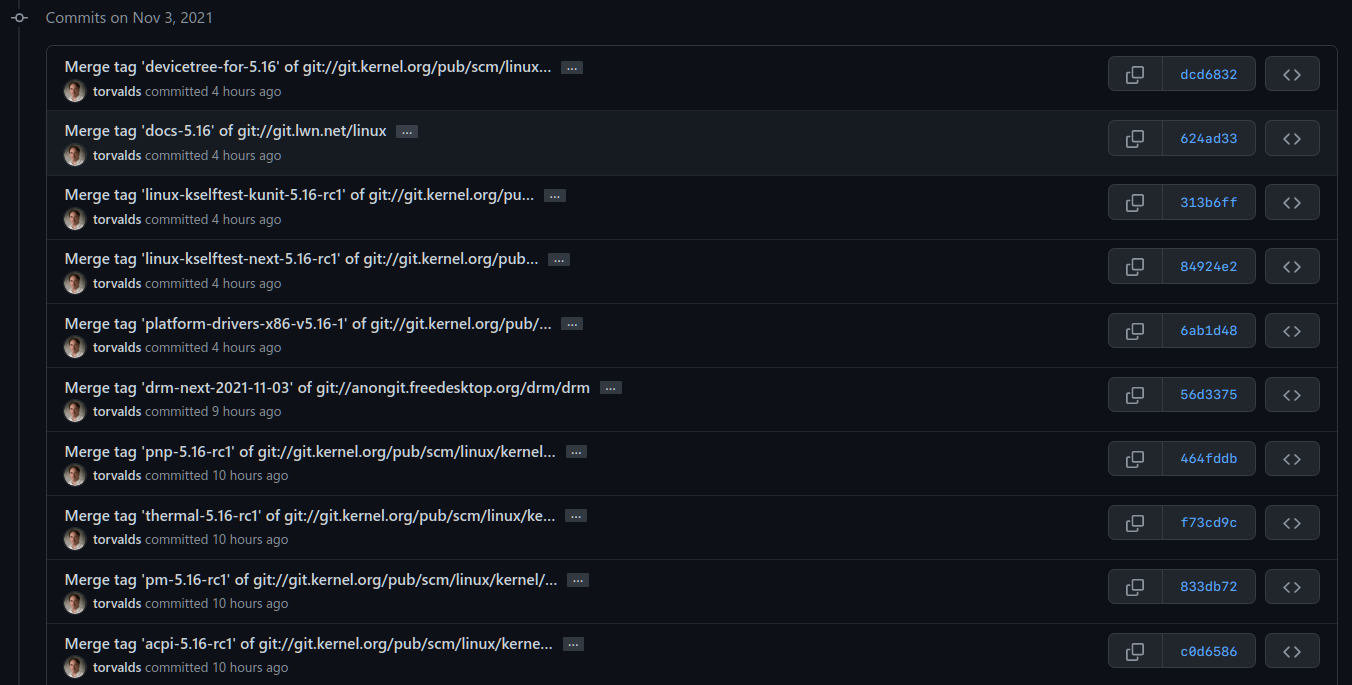 Commits on Nov 3, 2021
Merge tag 'devicetree-for-5.16' of git://git.kernel.org/pub/scm/linux... ...
dcd6832
torvalds committed 4 hours ago
Merge tag 'docs-5.16' of git://git.lwn.net/linux ...
624ad33
torvalds committed 4 hours ago
Merge tag 'linux-kselftest-kunit-5.16-rc1' of git://git.kernel.org/pu... ...
313b6ff
torvalds committed 4 hours ago
Merge tag 'linux-kselftest-next-5.16-rc1' of git://git.kernel.org/pub... ...
84924e2
torvalds committed 4 hours ago
Merge tag 'platform-drivers-x86-v5.16-1' of git://git.kernel.org/pub/... ...
6ab1d48
torvalds committed 4 hours ago
Merge tag 'drm-next-2021-11-03' of git://anongit.freedesktop.org/drm/drm ...
56d3375
torvalds committed 9 hours ago
Merge tag 'pnp-5.16-rc1' of git://git.kernel.org/pub/scm/linux/kernel... ...
464fddb
torvalds committed 10 hours ago
Merge tag 'thermal-5.16-rc1' of git://git.kernel.org/pub/scm/linux/ke... ...
f73cd9c
torvalds committed 10 hours ago
Merge tag 'pm-5.16-rc1' of git://git.kernel.org/pub/scm/linux/kernel/... ...
833db72
torvalds committed 10 hours ago
Merge tag 'acpi-5.16-rc1' of git://git.kernel.org/pub/scm/linux/kerne... ...
c0d6586
torvalds committed 10 hours ago